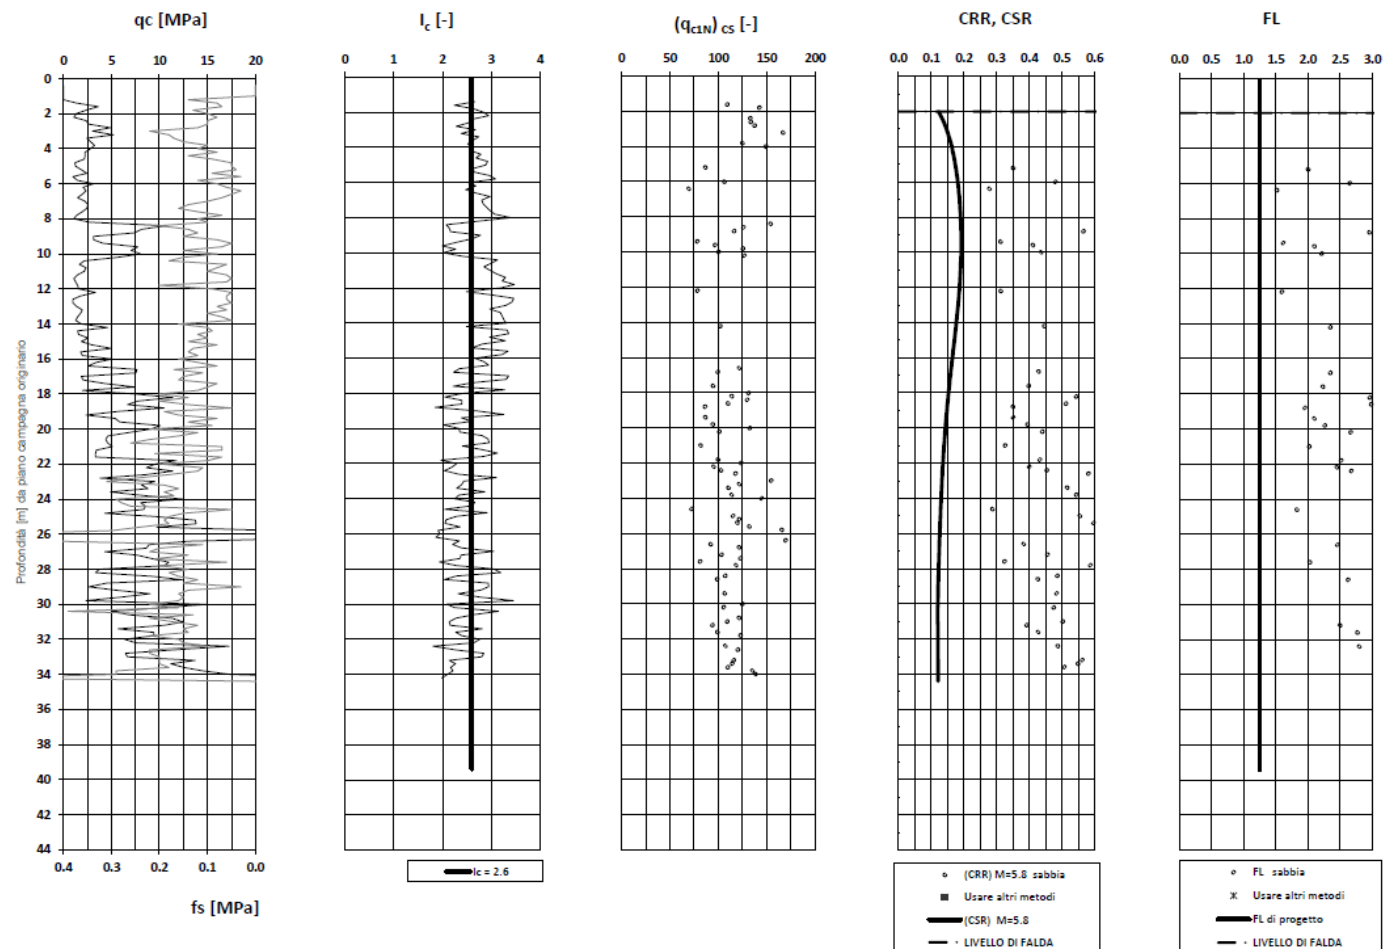 qc [MPa]
Ic [-]
(qc1N) CS [-]
CRR, CSR
FL
0 5 10 15 20
0 1 2 3 4
0 50 100 150 200
0.0 0.1 0.2 0.3 0.4 0.5 0.6
0.0 0.5 1.0 1.5 2.0 2.5 3.0
0
2
4
6
8
10
12
14
16
18
20
22
24
26
28
30
32
34
36
38
40
42
44
Profondità [m] da piano campagna originario
0.4 0.3 0.2 0.1 0.0
fs [MPa]
Ic = 2.6
(CRR) M=5.8 sabbia
Usare altri metodi
(CSR) M=5.8
LIVELLO DI FALDA
FL sabbia
Usare altri metodi
FL di progetto
LIVELLO DI FALDA